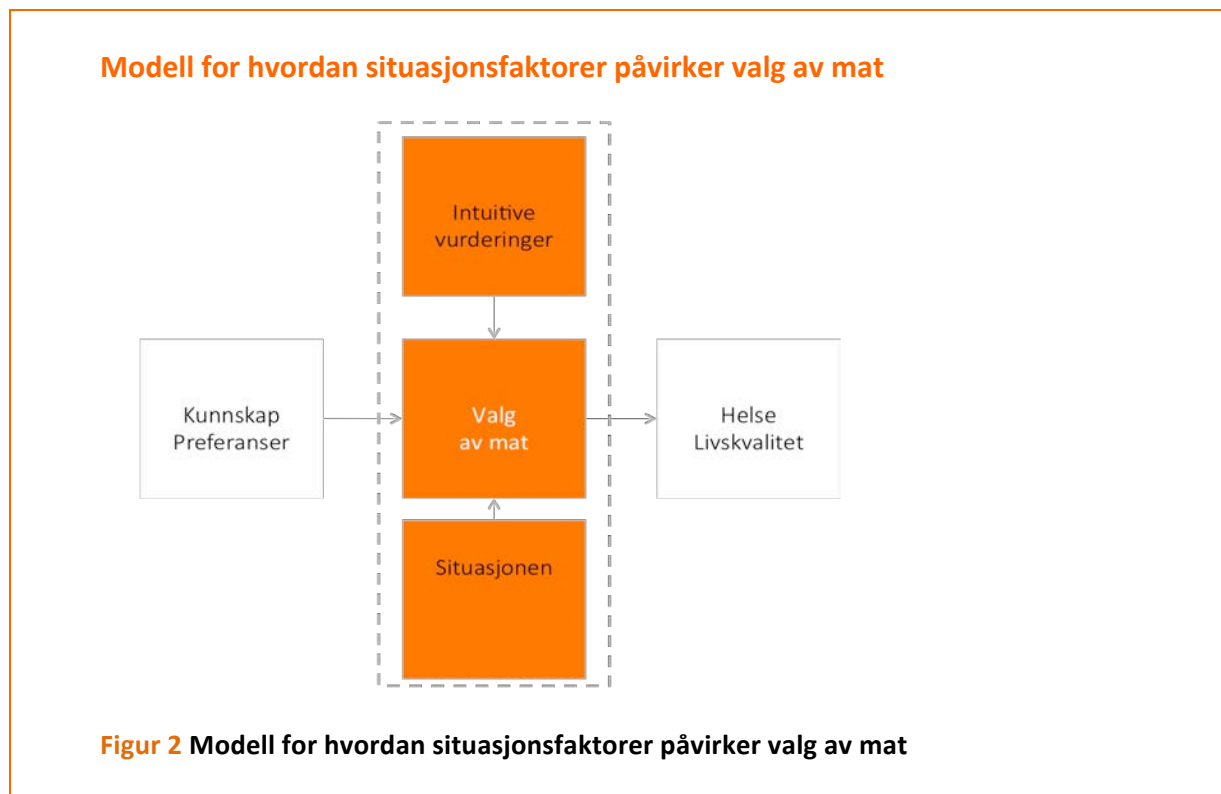 Modell for hvordan situasjonsfaktorer påvirker valg av mat
Intuitive
vurderinger
Kunnskap
Preferanser
Valg
av mat
Helse
Livskvalitet
Situasjonen
Figur 2 Modell for hvordan situasjonsfaktorer påvirker valg av mat